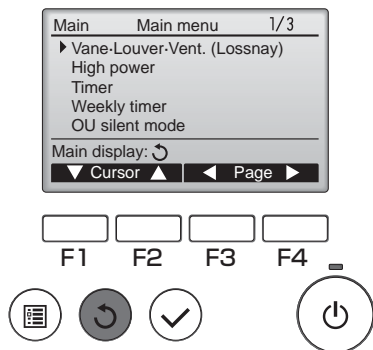 Main Main menu 1/3
Vane·Louver·Vent. (Lossnay)
High power
Timer
Weekly timer
OU silent mode
Main display:
Cursor Page
F1 F2 F3 F4